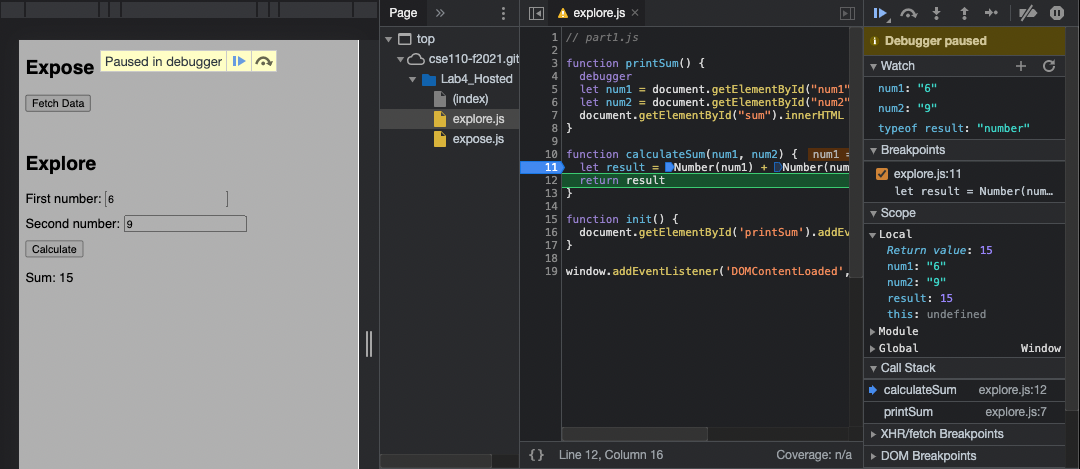 Expose
Paused in debugger
Fetch Data
Explore
First number: 6
Second number: 9
Calculate
Sum: 15
Page »
top
cse110-f2021.git
Lab4_Hosted
(index)
explore.js
expose.js
explore.js ×
1 // part1.js
2
3 function printSum() {
4 debugger
5 let num1 = document.getElementById("num1"
6 let num2 = document.getElementById("num2"
7 document.getElementById("sum").innerHTML
8 }
9
10 function calculateSum(num1, num2) { num1 =
11 let result = Number(num1) + Number(num
12 return result
13 }
14
15 function init() {
16 document.getElementById('printSum').addEv
17 }
18
19 window.addEventListener('DOMContentLoaded',
{} Line 12, Column 16 Coverage: n/a
Debugger paused
Watch
num1: "6"
num2: "9"
typeof result: "number"
Breakpoints
explore.js:11
let result = Number(num…
Scope
Local
Return value: 15
num1: "6"
num2: "9"
result: 15
this: undefined
Module
Global Window
Call Stack
calculateSum explore.js:12
printSum explore.js:7
XHR/fetch Breakpoints
DOM Breakpoints